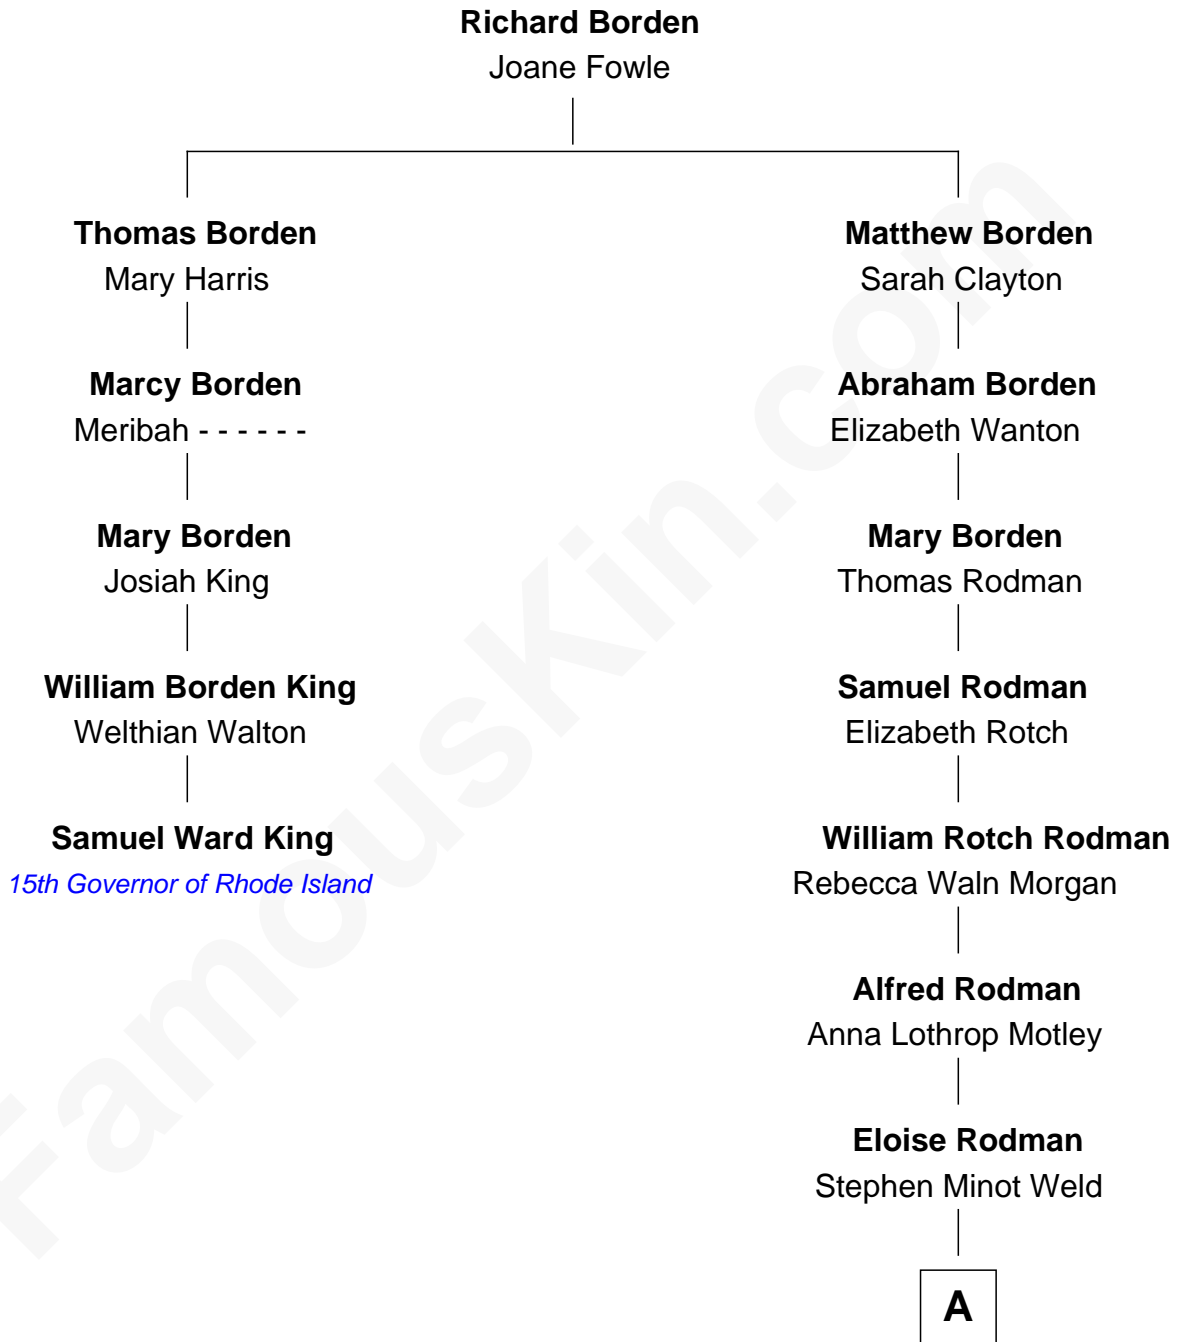 Richard Borden
Joane Fowle
Thomas Borden
Mary Harris
Marcy Borden
Meribah - - - - - -
Mary Borden
Josiah King
William Borden King
Welthian Walton
Samuel Ward King
15th Governor of Rhode Island
Matthew Borden
Sarah Clayton
Abraham Borden
Elizabeth Wanton
Mary Borden
Thomas Rodman
Samuel Rodman
Elizabeth Rotch
William Rotch Rodman
Rebecca Waln Morgan
Alfred Rodman
Anna Lothrop Motley
Eloise Rodman
Stephen Minot Weld
A
FamousKin.com